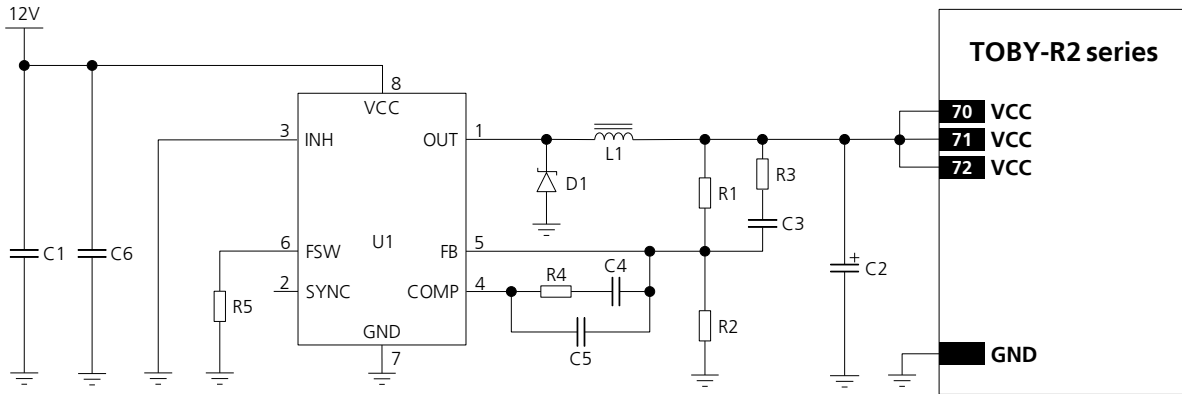 12V
TOBY-R2 series
8
VCC
70 VCC
3 INH
OUT 1
71 VCC
L1
72 VCC
D1
R1
R3
C3
U1
C1
C6
6 FSW
FB 5
C2
+
R4
C4
2 SYNC
COMP 4
R5
R2
GND
C5
7
GND